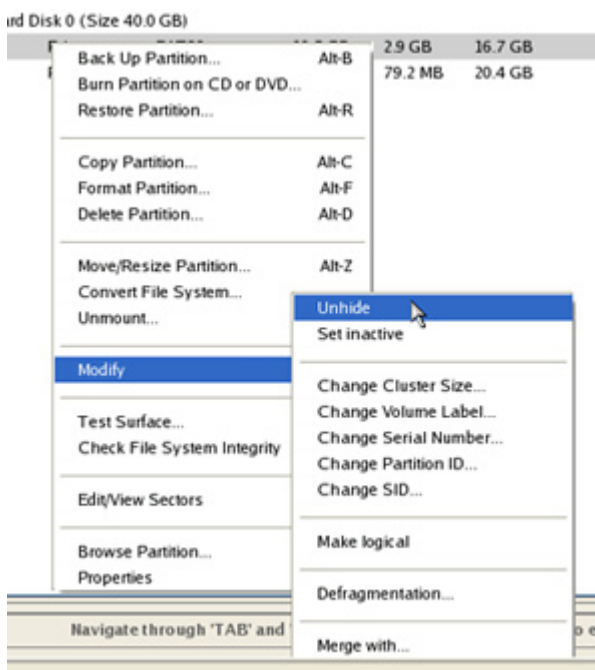 Disk 0 (Size 40.0 GB)
2.9 GB 16.7 GB
79.2 MB 20.4 GB
Back Up Partition... Alt-B
Burn Partition on CD or DVD...
Restore Partition... Alt-R
Copy Partition... Alt-C
Format Partition... Alt-F
Delete Partition... Alt-D
Move/Resize Partition... Alt-Z
Convert File System...
Unmount...
Modify
Test Surface...
Check File System Integrity
Edit/View Sectors
Browse Partition...
Properties
Unhide
Set inactive
Change Cluster Size...
Change Volume Label...
Change Serial Number...
Change Partition ID...
Change SID...
Make logical
Defragmentation...
Merge with...
Navigate through 'TAB' and